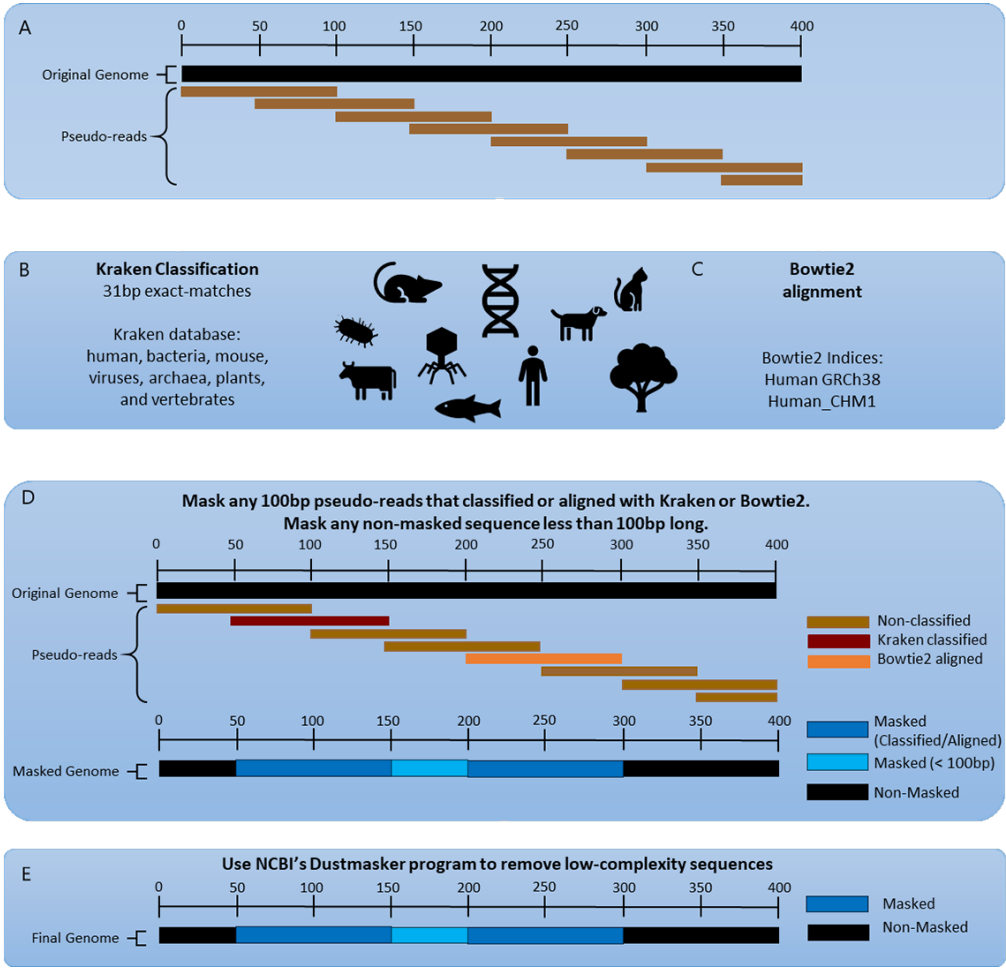 A
0 50 100 150 200 250 300 350 400
Original Genome
Pseudo-reads
B
Kraken Classification
31bp exact-matches
Kraken database:
human, bacteria, mouse,
viruses, archaea, plants,
and vertebrates
C
Bowtie2
alignment
Bowtie2 Indices:
Human GRCh38
Human_CHM1
D
Mask any 100bp pseudo-reads that classified or aligned with Kraken or Bowtie2.
Mask any non-masked sequence less than 100bp long.
0 50 100 150 200 250 300 350 400
Original Genome
Pseudo-reads
Non-classified
Kraken classified
Bowtie2 aligned
0 50 100 150 200 250 300 350 400
Masked Genome
Masked
(Classified/Aligned)
Masked (< 100bp)
Non-Masked
E
Use NCBI's Dustmasker program to remove low-complexity sequences
0 50 100 150 200 250 300 350 400
Final Genome
Masked
Non-Masked